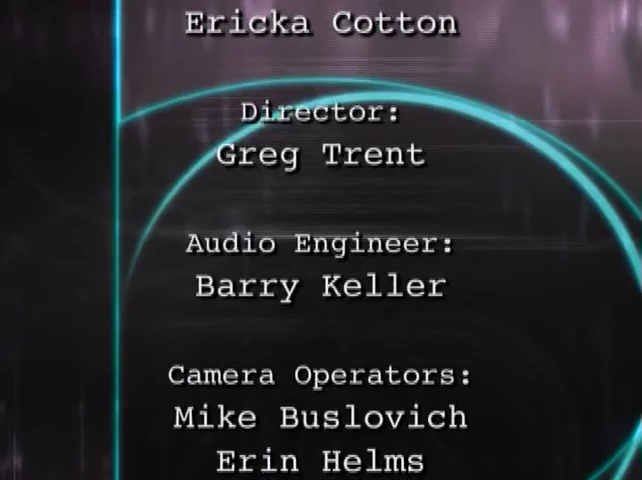 Ericka Cotton
Director:
Greg Trent
Audio Engineer:
Barry Keller
Camera Operators:
Mike Buslovich
Erin Helms